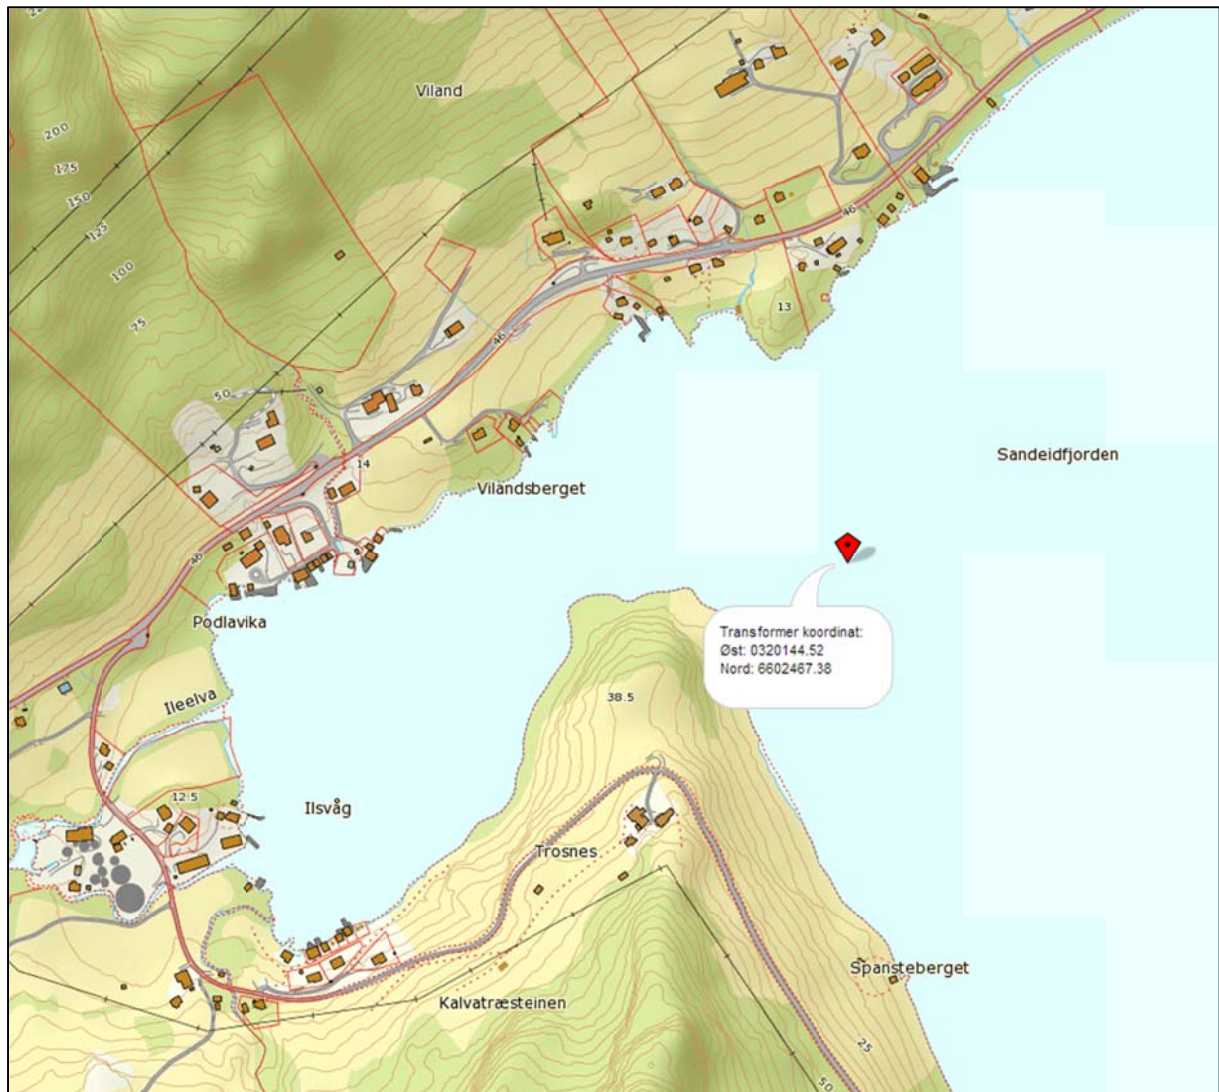 200
Viland
175
150
125
46
100
13
75
46
50
Sandeidfjorden
14
Vilandsberget
46
Podlavika
Transformer koordinat:
Øst: 0320144.52
Nord: 6602467.38
Ileelva
38.5
12.5
Ilsvåg
Trosnes
Spansteberget
Kalvatræsteinen
25
50